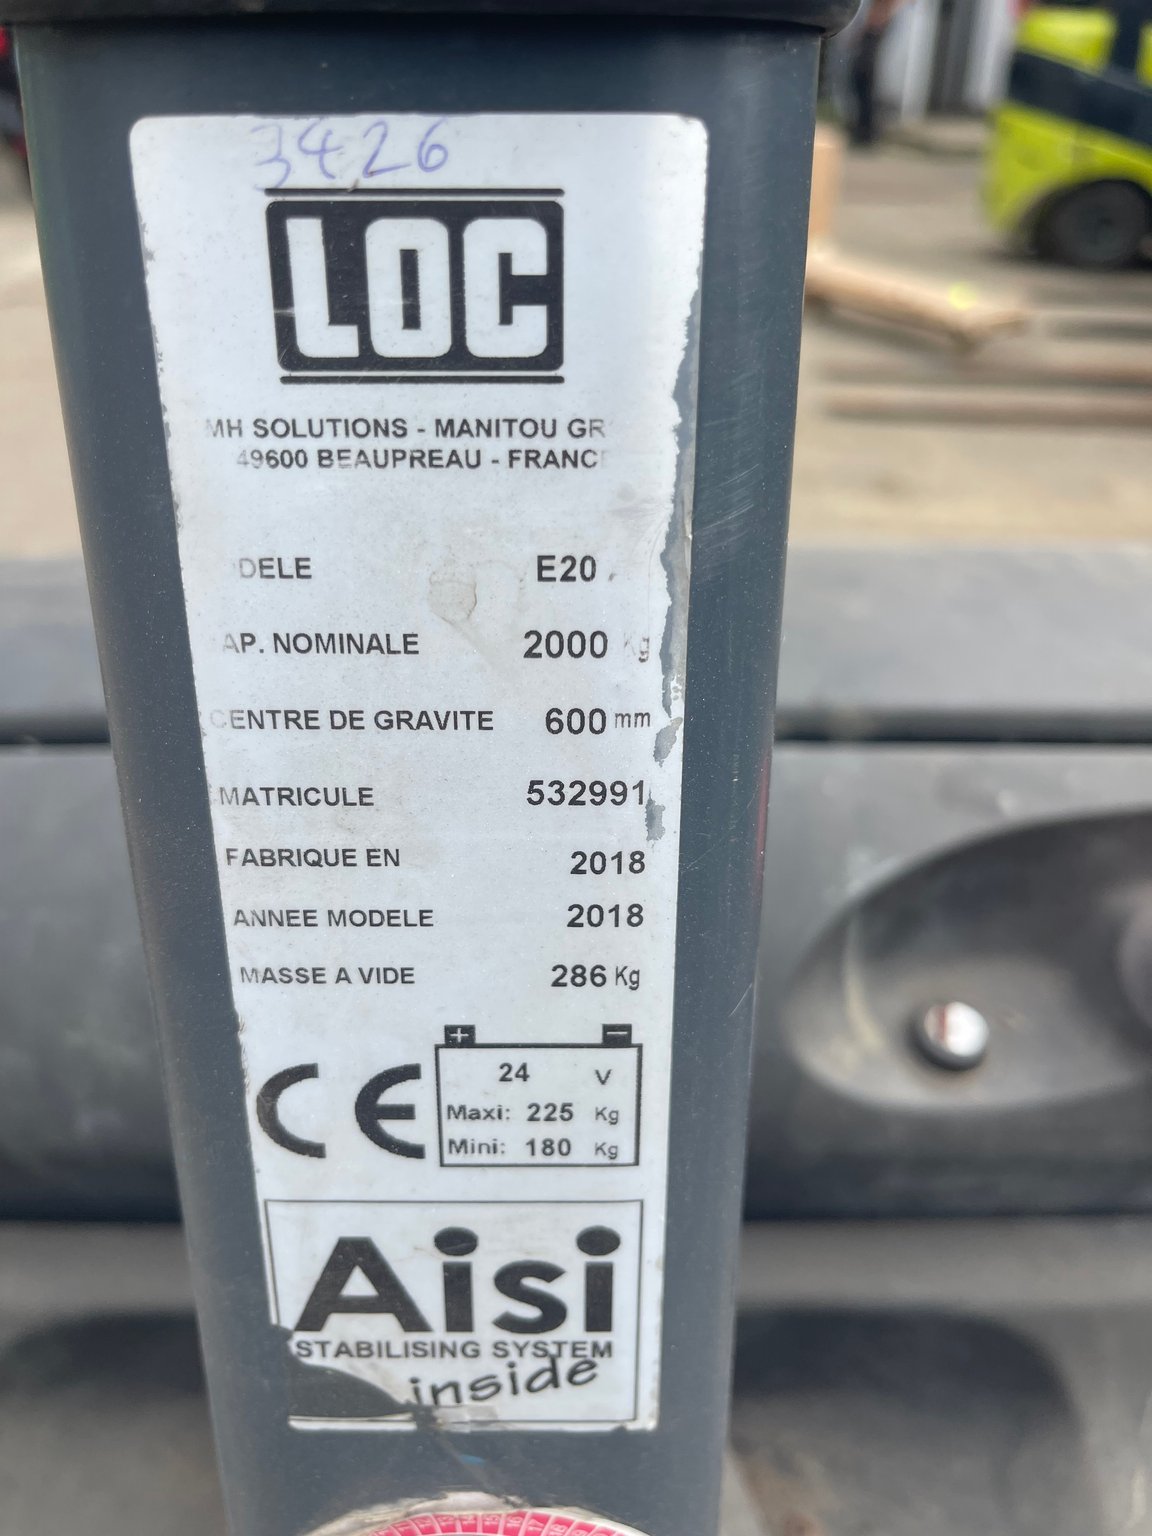 3426
LOC
MH SOLUTIONS - MANITOU GR
49600 BEAUPREAU - FRANC
DELE E20
AP. NOMINALE 2000 Kg
CENTRE DE GRAVITE 600 mm
MATRICULE 532991
FABRIQUE EN 2018
ANNEE MODELE 2018
MASSE A VIDE 286 Kg
+ -
CE
24 V
Maxi: 225 Kg
Mini: 180 Kg
Aisi
STABILISING SYSTEM
inside